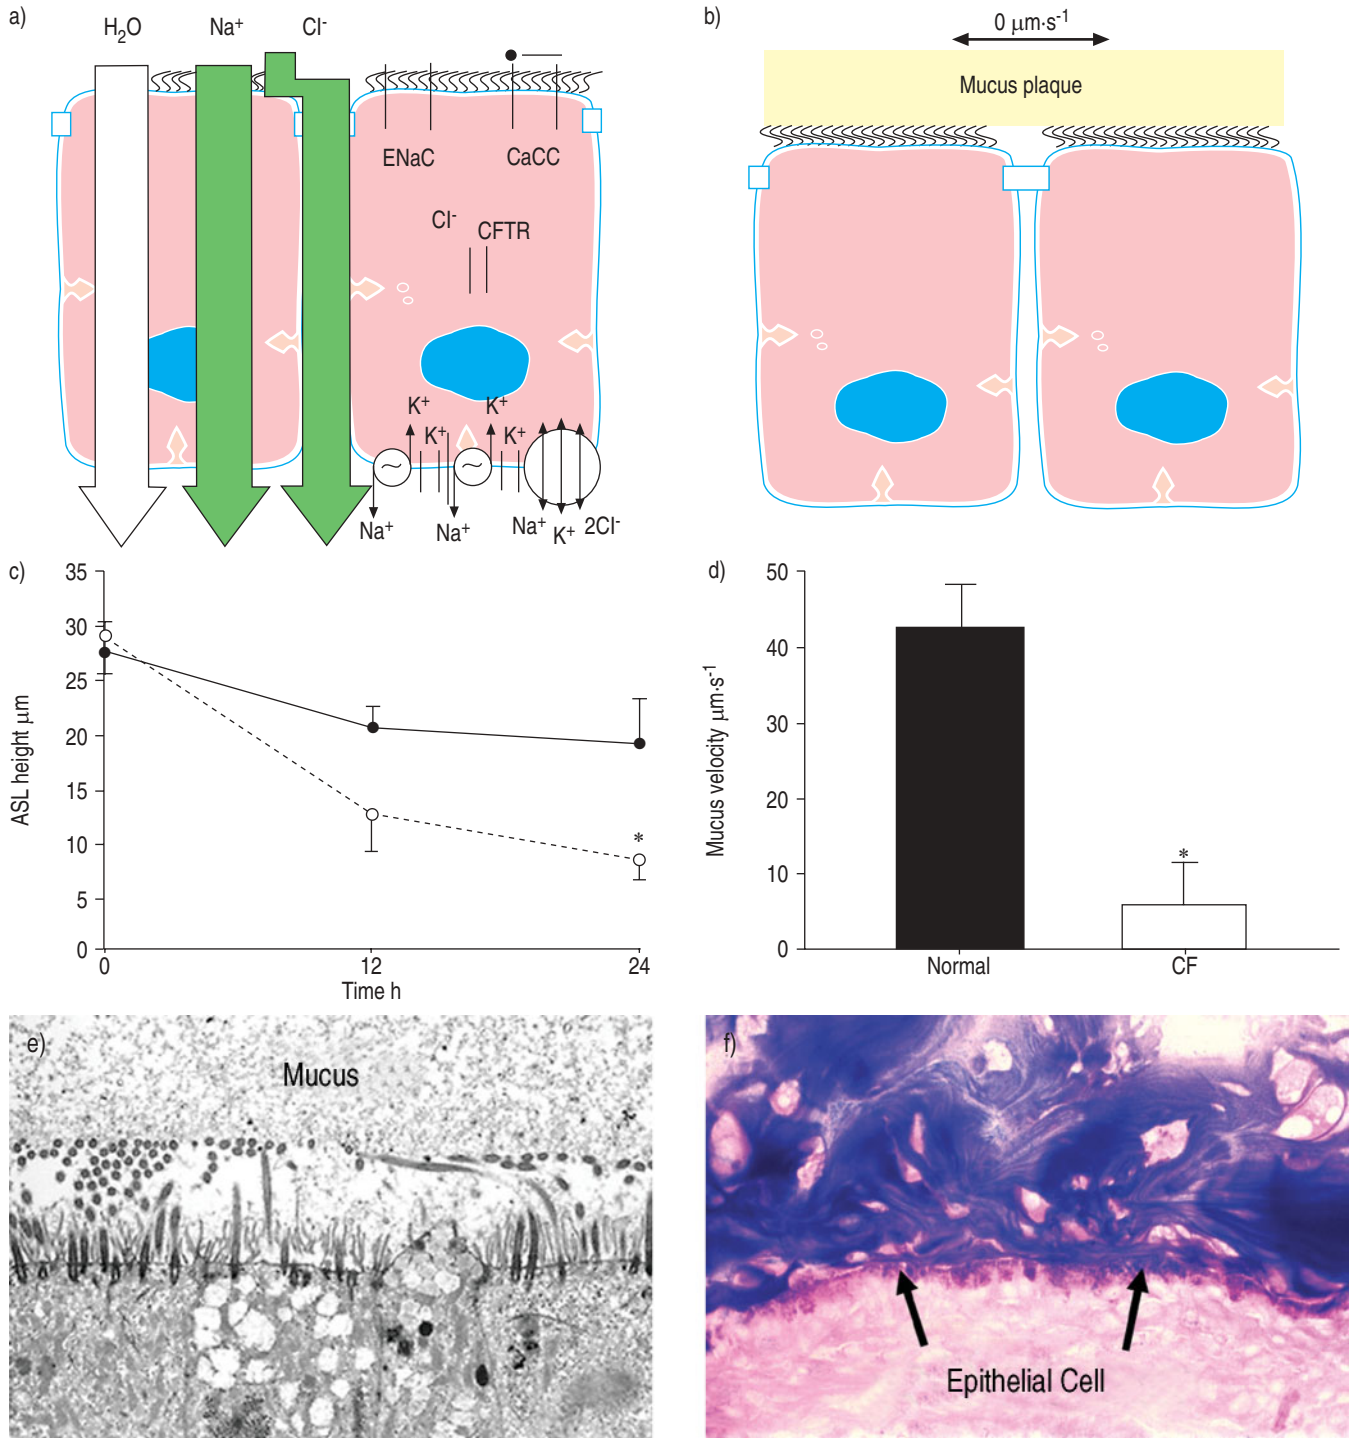 a)
H₂O
Na⁺
Cl⁻
ENaC
CaCC
Cl⁻
CFTR
K⁺
K⁺
K⁺
K⁺
~
~
Na⁺
Na⁺
Na⁺
K⁺
2Cl⁻
b)
0 µm·s⁻¹
Mucus plaque
c)
ASL height µm
35
30
25
20
15
10
5
0
*
0
12
24
Time h
d)
Mucus velocity µm·s⁻¹
50
40
30
20
10
0
*
Normal
CF
e)
Mucus
f)
Epithelial Cell